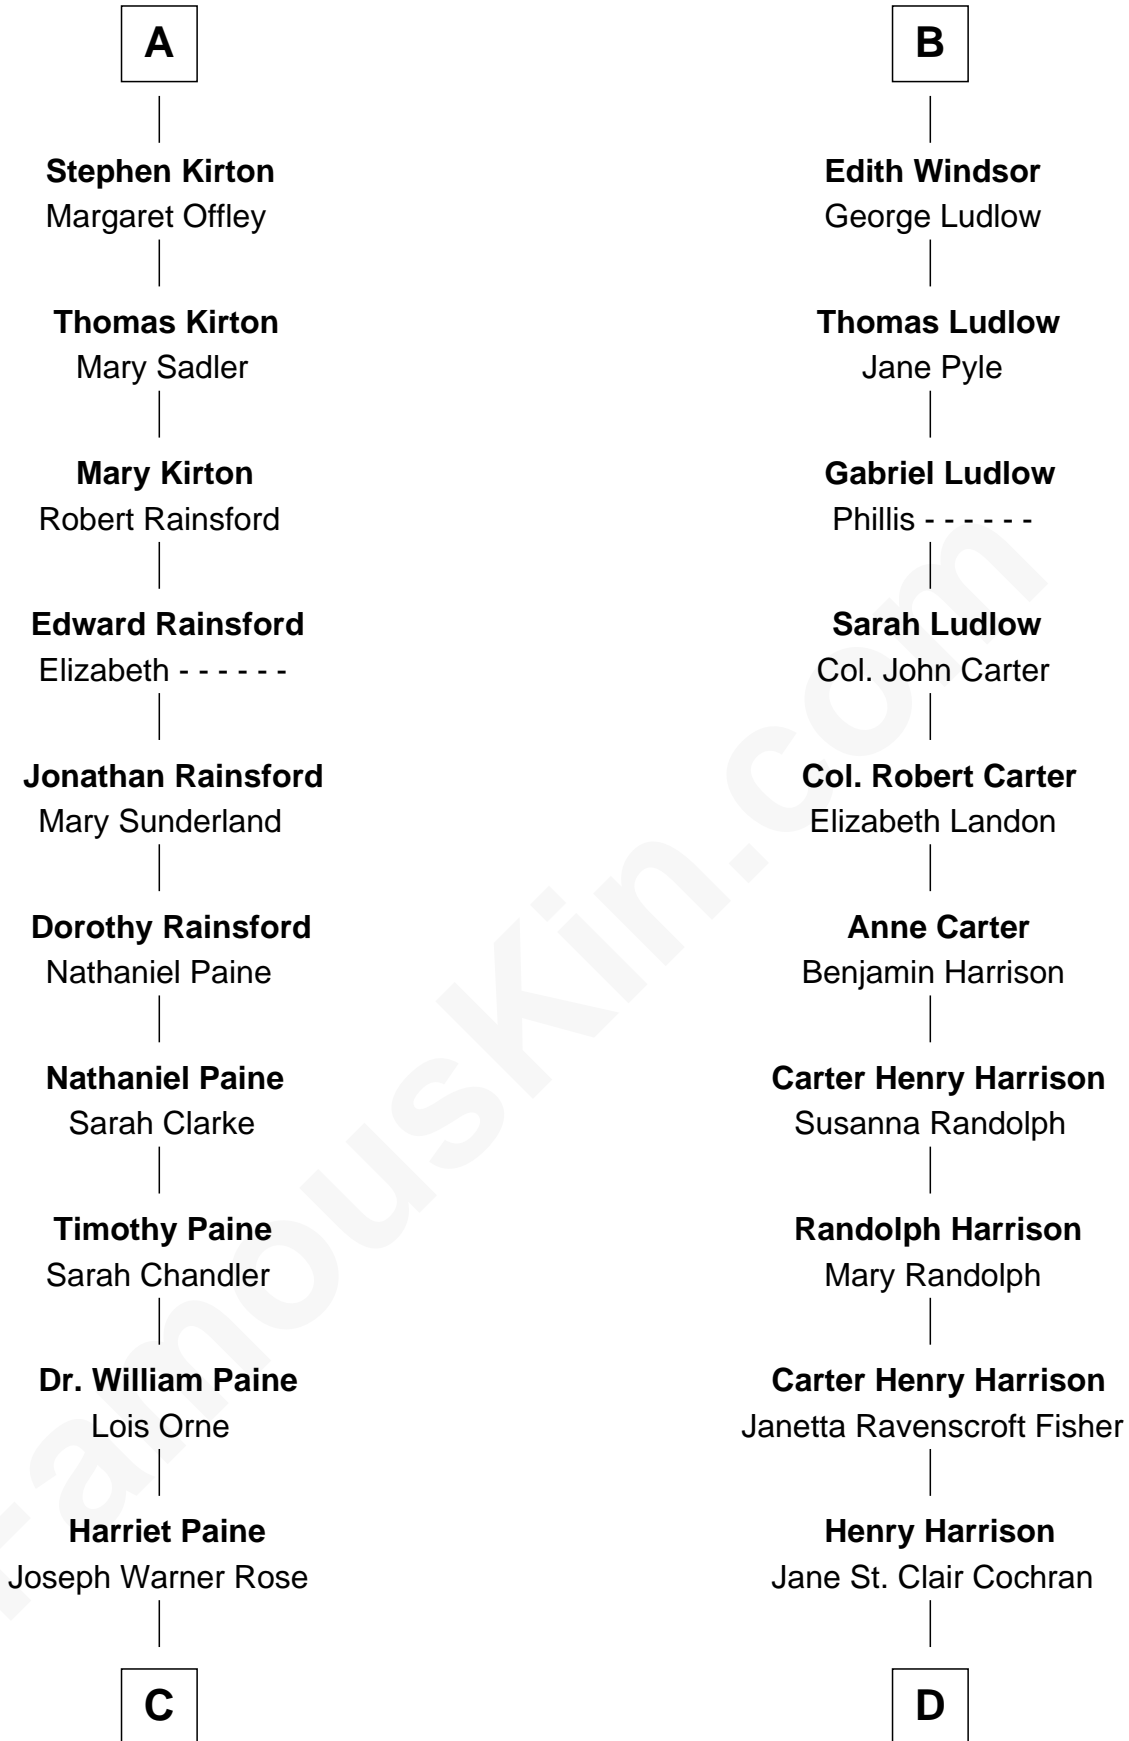 A
Stephen Kirton
Margaret Offley
Thomas Kirton
Mary Sadler
Mary Kirton
Robert Rainsford
Edward Rainsford
Elizabeth - - - - - -
Jonathan Rainsford
Mary Sunderland
Dorothy Rainsford
Nathaniel Paine
Nathaniel Paine
Sarah Clarke
Timothy Paine
Sarah Chandler
Dr. William Paine
Lois Orne
Harriet Paine
Joseph Warner Rose
C
B
Edith Windsor
George Ludlow
Thomas Ludlow
Jane Pyle
Gabriel Ludlow
Phillis - - - - - -
Sarah Ludlow
Col. John Carter
Col. Robert Carter
Elizabeth Landon
Anne Carter
Benjamin Harrison
Carter Henry Harrison
Susanna Randolph
Randolph Harrison
Mary Randolph
Carter Henry Harrison
Janetta Ravenscroft Fisher
Henry Harrison
Jane St. Clair Cochran
D
FamousKin.com